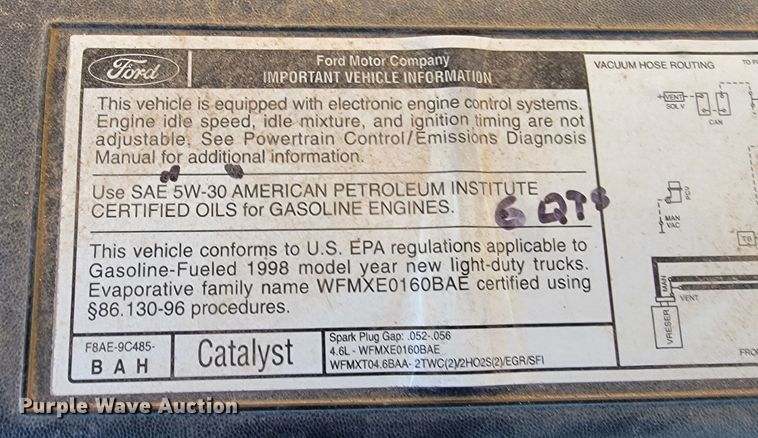 Ford
Ford Motor Company
IMPORTANT VEHICLE INFORMATION
This vehicle is equipped with electronic engine control systems.
Engine idle speed, idle mixture, and ignition timing are not
adjustable. See Powertrain Control/Emissions Diagnosis
Manual for additional information.
Use SAE 5W-30 AMERICAN PETROLEUM INSTITUTE
CERTIFIED OILS for GASOLINE ENGINES.
6 QTS
This vehicle conforms to U.S. EPA regulations applicable to
Gasoline-Fueled 1998 model year new light-duty trucks.
Evaporative family name WFMXE0160BAE certified using
§86.130-96 procedures.
F8AE-9C485-
BAH
Catalyst
Spark Plug Gap: .052-.056
4.6L - WFMXE0160BAE
WFMXT04.6BAA- 2TWC(2)/2HO2S(2)/EGR/SFI
VACUUM HOSE ROUTING
VENT
SOLV
CAN
PCV
MAN
VAC
TB
MAN
VENT
VRESER
Purple Wave Auction